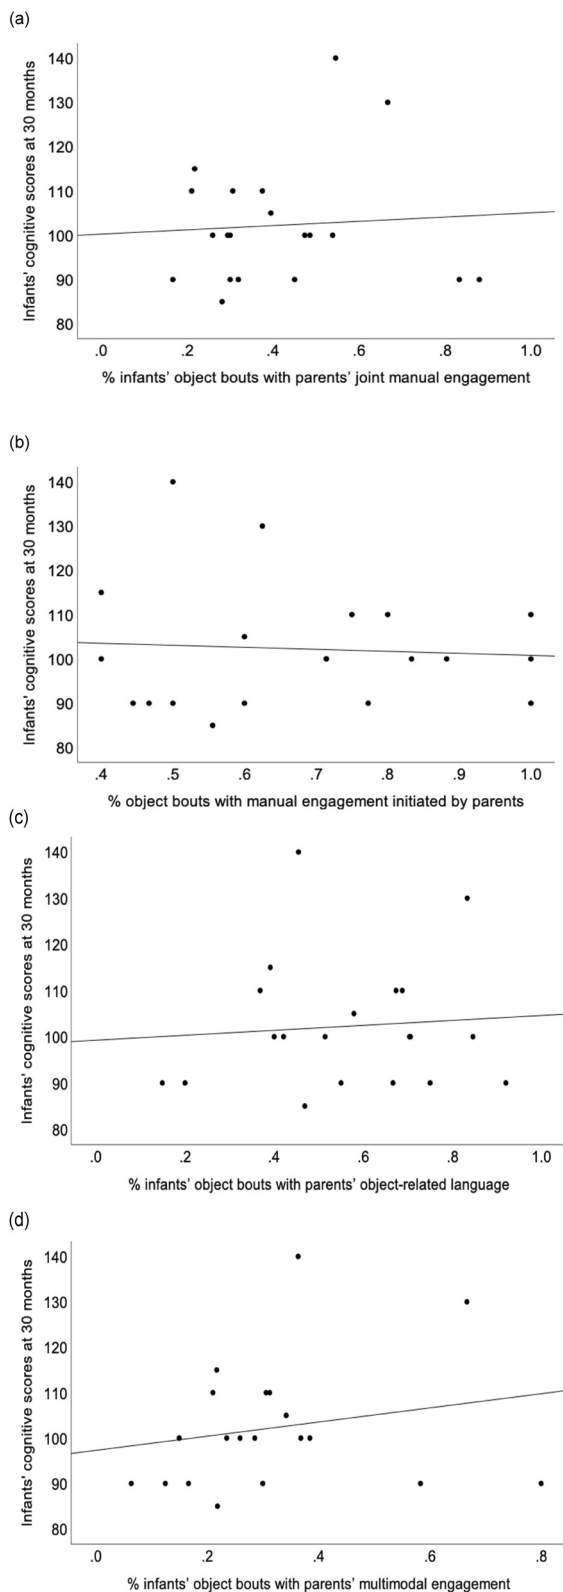 (a)
Infants' cognitive scores at 30 months
140
130
120
110
100
90
80
.0 .2 .4 .6 .8 1.0
% infants' object bouts with parents' joint manual engagement
(b)
Infants' cognitive scores at 30 months
140
130
120
110
100
90
80
.4 .5 .6 .7 .8 .9 1.0
% object bouts with manual engagement initiated by parents
(c)
Infants' cognitive scores at 30 months
140
130
120
110
100
90
80
.0 .2 .4 .6 .8 1.0
% infants' object bouts with parents' object-related language
(d)
Infants' cognitive scores at 30 months
140
130
120
110
100
90
80
.0 .2 .4 .6 .8
% infants' object bouts with parents' multimodal engagement